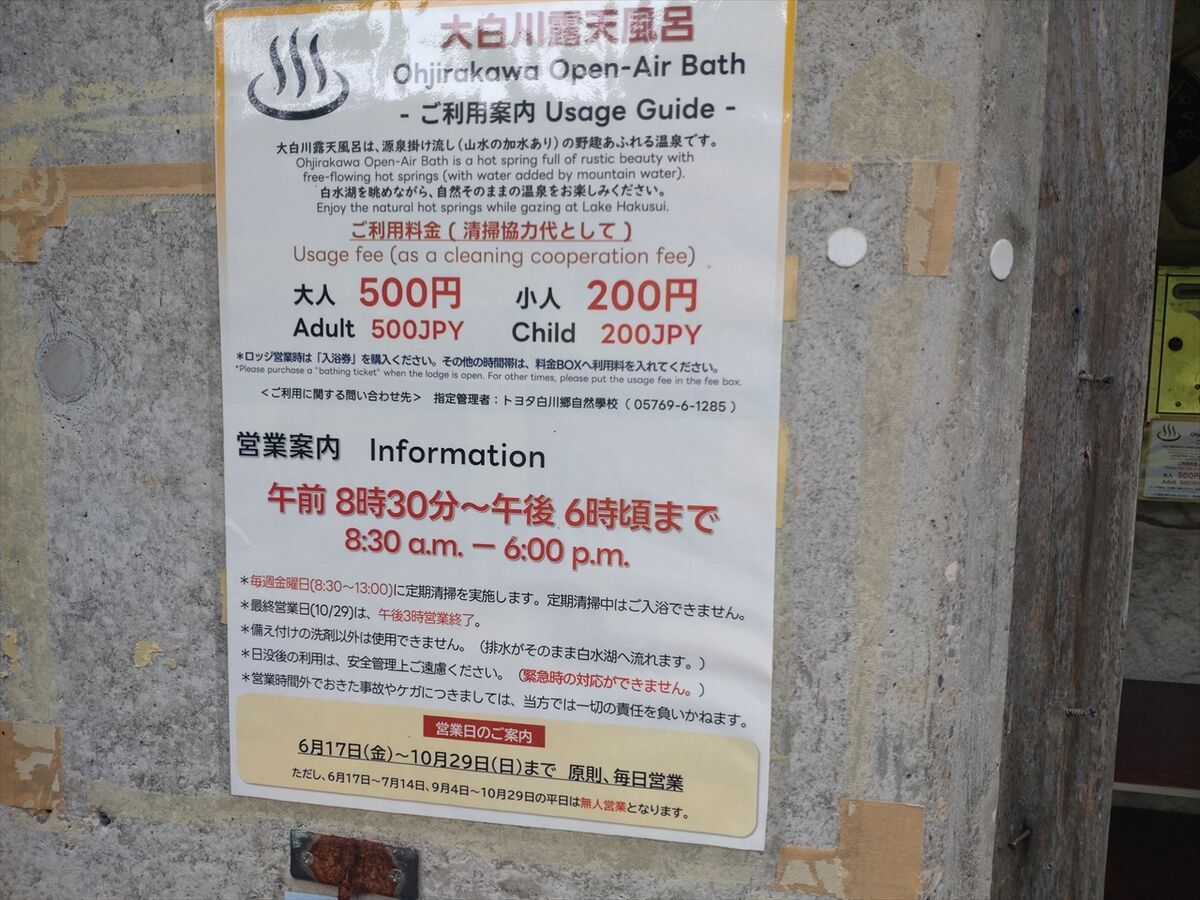 大白川露天風呂
Ohjirakawa Open-Air Bath
- ご利用案内 Usage Guide -
大白川露天風呂は、源泉掛け流し(山水の加水あり)の野趣あふれる温泉です。
Ohjirakawa Open-Air Bath is a hot spring full of rustic beauty with
free-flowing hot springs (with water added by mountain water).
白水湖を眺めながら、自然そのままの温泉をお楽しみください。
Enjoy the natural hot springs while gazing at Lake Hakusui.
ご利用料金 ( 清掃協力代として )
Usage fee (as a cleaning cooperation fee)
大人 500円 小人 200円
Adult 500JPY Child 200JPY
*ロッジ営業時は「入浴券」を購入ください。その他の時間帯は、料金BOXへ利用料を入れてください。
*Please purchase a "bathing ticket" when the lodge is open. For other times, please put the usage fee in the fee box.
<ご利用に関する問い合わせ先> 指定管理者:トヨタ白川郷自然學校 ( 05769-6-1285 )
営業案内 Information
午前 8時30分~午後 6時頃まで
8:30 a.m. ー 6:00 p.m.
*毎週金曜日(8:30~13:00)に定期清掃を実施します。定期清掃中はご入浴できません。
*最終営業日(10/29)は、午後3時営業終了。
*備え付けの洗剤以外は使用できません。(排水がそのまま白水湖へ流れます。)
*日没後の利用は、安全管理上ご遠慮ください。(緊急時の対応ができません。)
*営業時間外でおきた事故やケガにつきましては、当方では一切の責任を負いかねます。
営業日のご案内
6月17日(金)~10月29日(日)まで 原則、毎日営業
ただし、6月17日~7月14日、9月4日~10月29日の平日は無人営業となります。